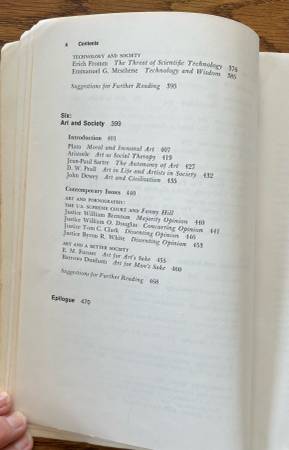 x Contents
TECHNOLOGY AND SOCIETY
Erich Fromm The Threat of Scientific Technology 374
Emmanuel G. Mesthene Technology and Wisdom 385
Suggestions for Further Reading 395
Six:
Art and Society 399
Introduction 401
Plato Moral and Immoral Art 407
Aristotle Art as Social Therapy 419
Jean-Paul Sartre The Autonomy of Art 427
D. W. Prall Art in Life and Artists in Society 432
John Dewey Art and Civilization 435
Contemporary Issues 440
ART AND PORNOGRAPHY:
THE U.S. SUPREME COURT AND Fanny Hill
Justice William Brennan Majority Opinion 440
Justice William O. Douglas Concurring Opinion 441
Justice Tom C. Clark Dissenting Opinion 446
Justice Byron R. White Dissenting Opinion 453
ART AND A BETTER SOCIETY
E. M. Forster Art for Art's Sake 455
Barrows Dunham Art for Man's Sake 460
Suggestions for Further Reading 468
Epilogue 470